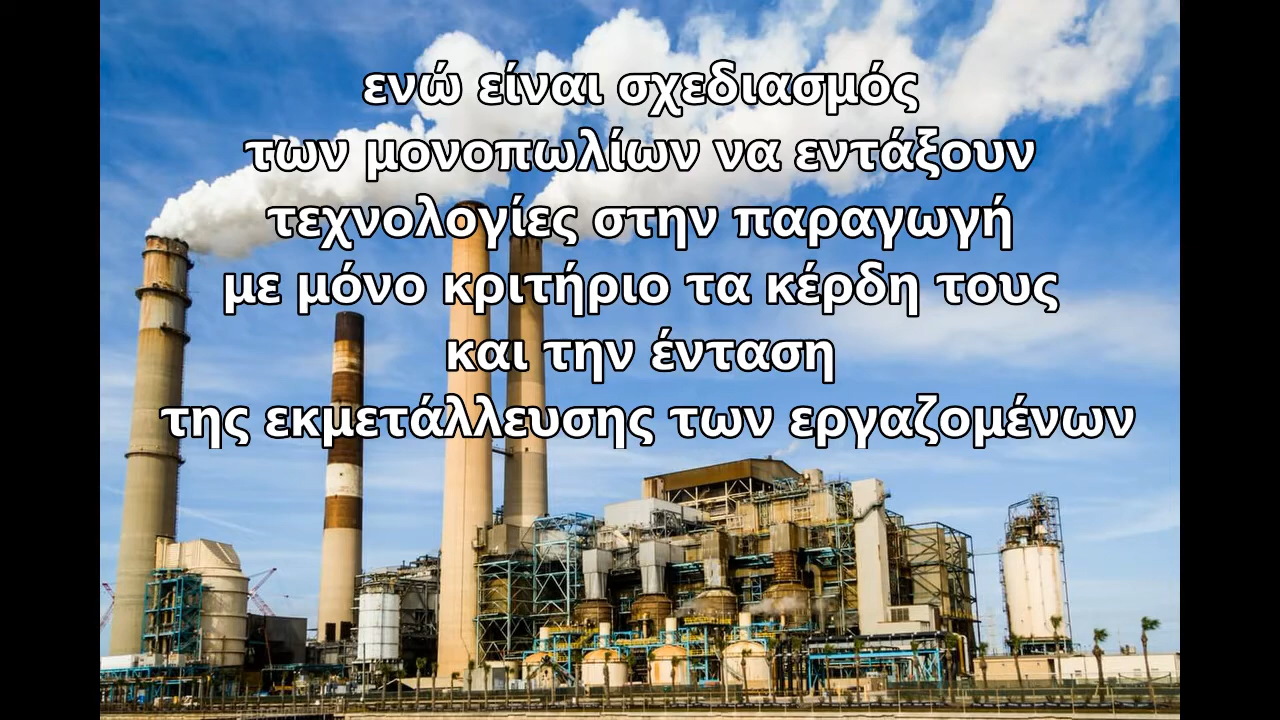 ενώ είναι σχεδιασμός
των μονοπωλίων να εντάξουν
τεχνολογίες στην παραγωγή
με μόνο κριτήριο τα κέρδη τους
και την ένταση
της εκμετάλλευσης των εργαζομένων